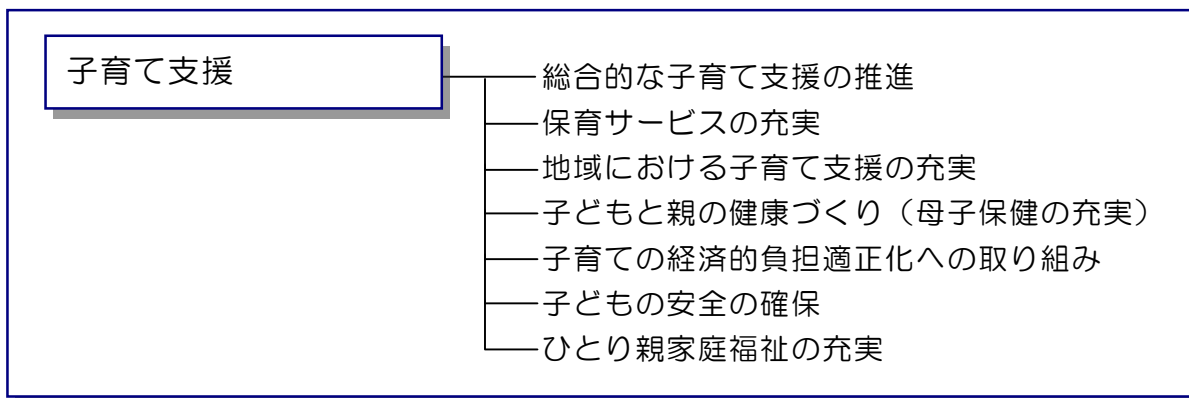 子育て支援
総合的な子育て支援の推進
保育サービスの充実
地域における子育て支援の充実
子どもと親の健康づくり（母子保健の充実）
子育ての経済的負担適正化への取り組み
子どもの安全の確保
ひとり親家庭福祉の充実